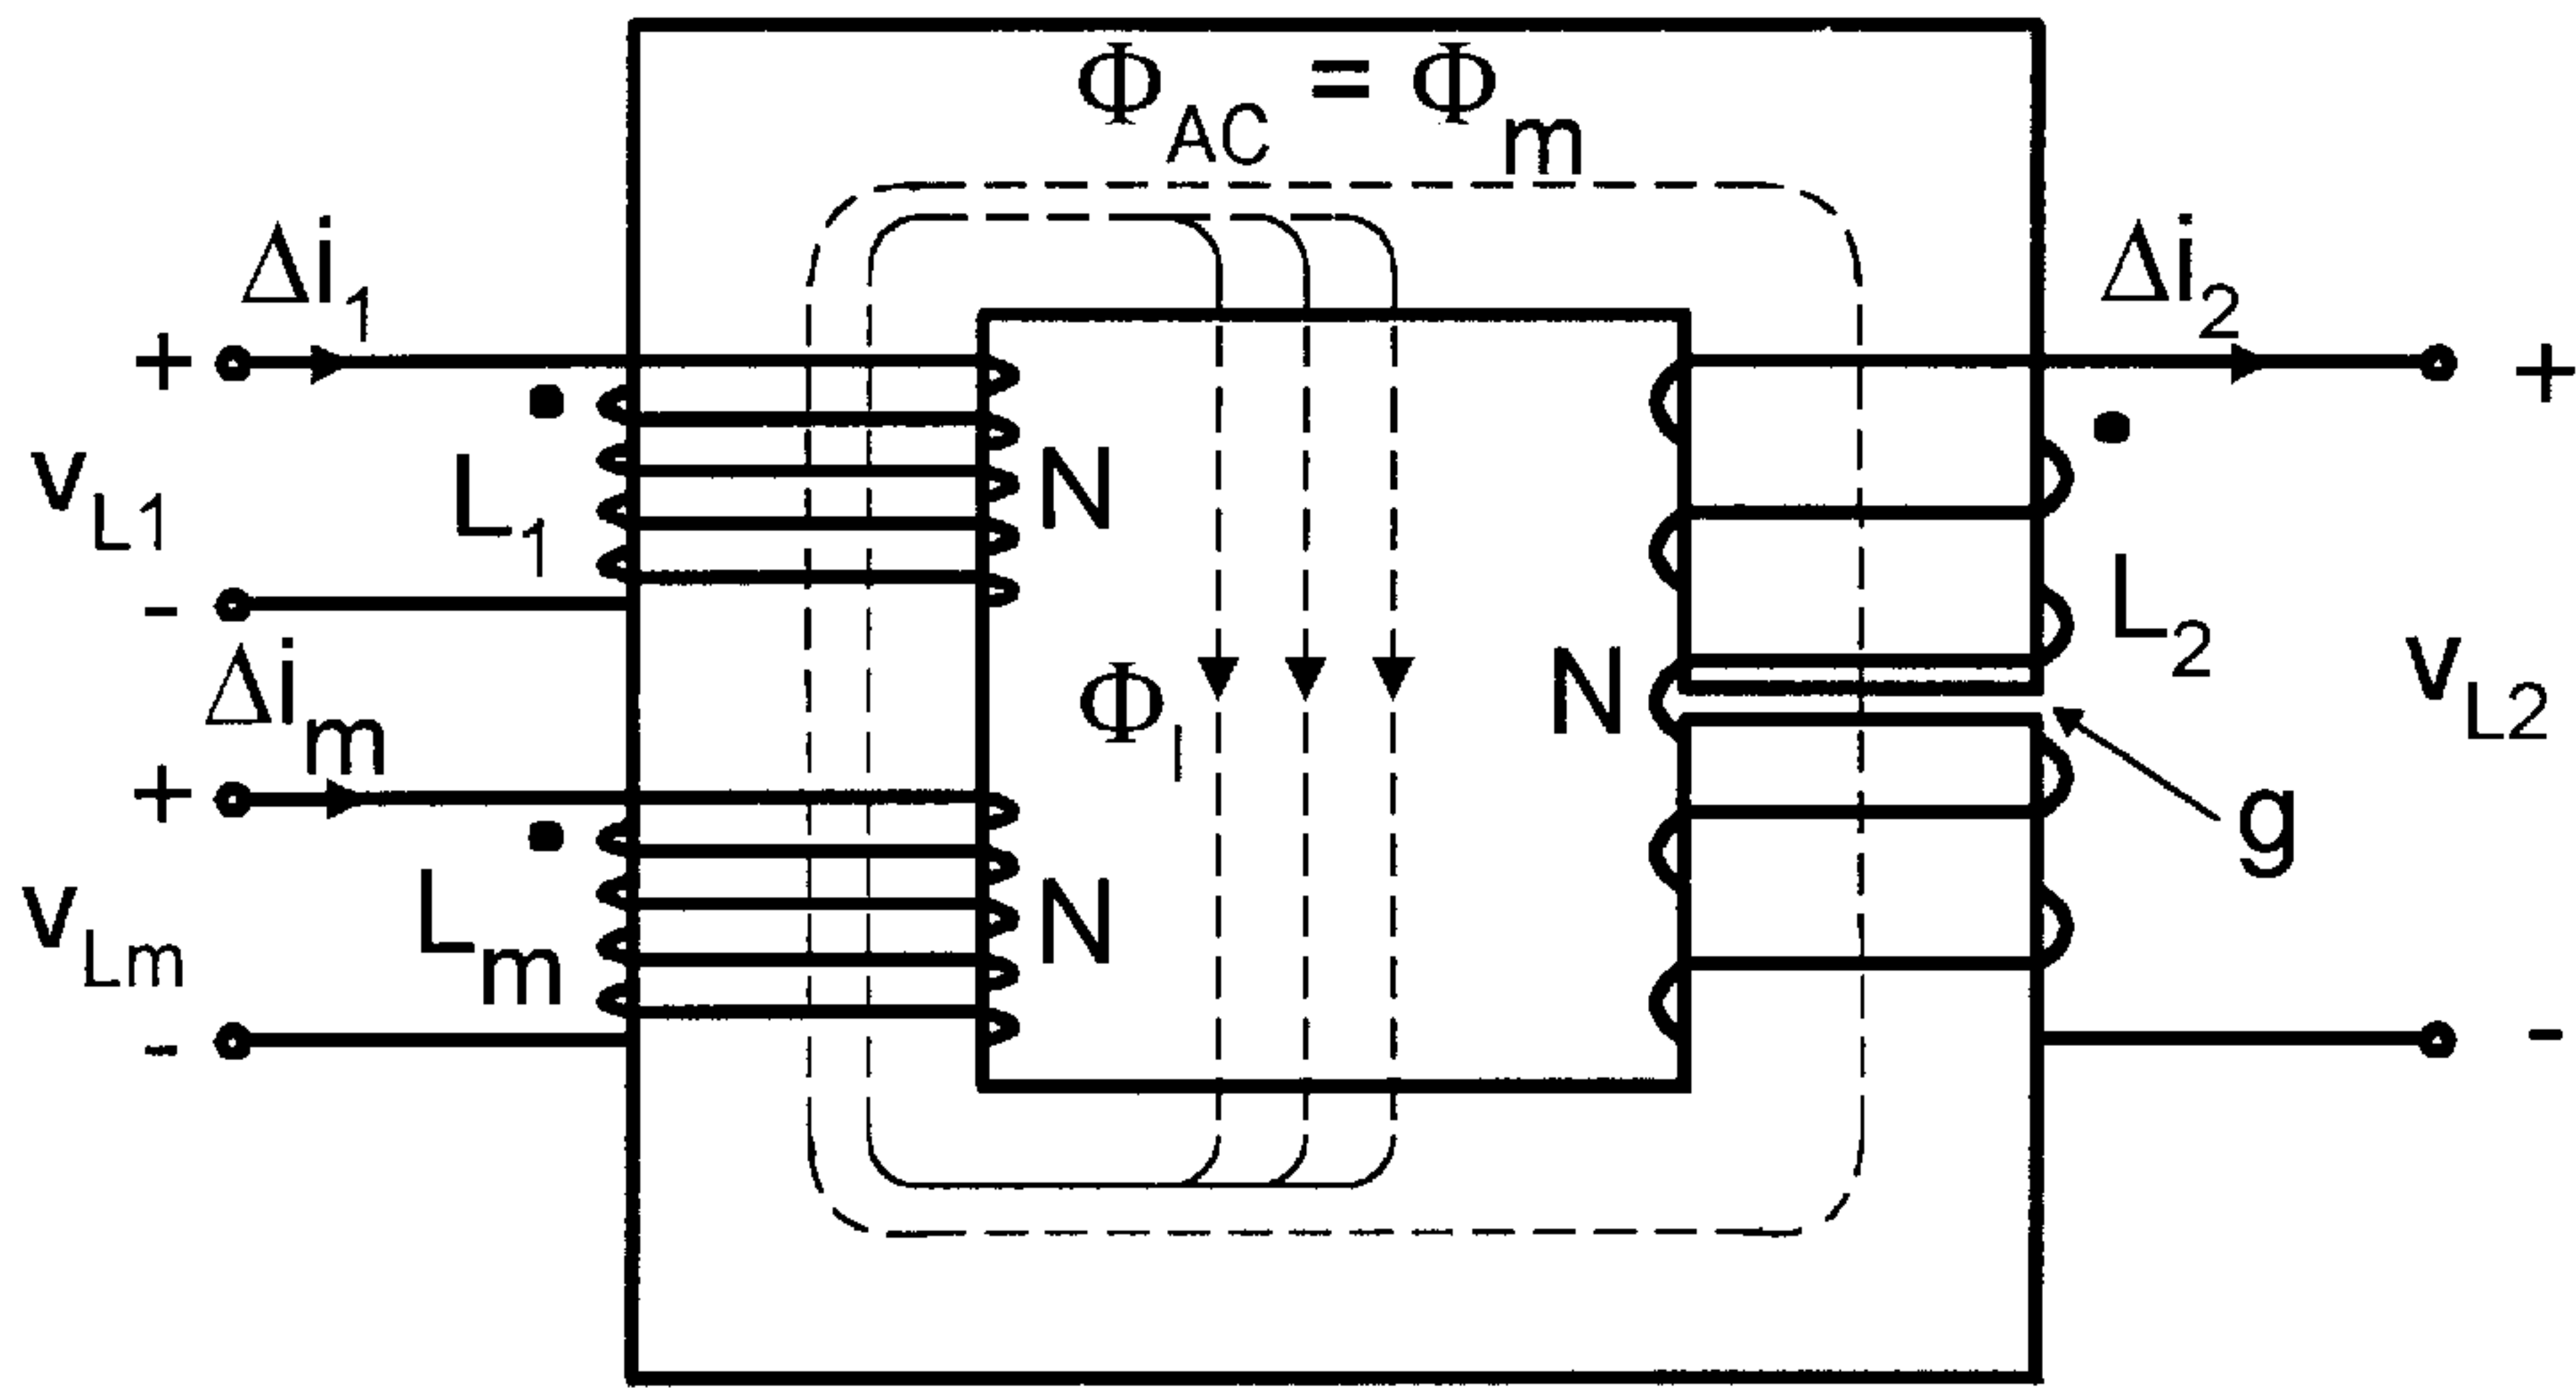 Φ_AC = Φ_m
Δi_1
Δi_2
+
+
v_L1
L_1
N
-
L_2
Δi_m
Φ_l
N
v_L2
+
g
v_Lm
L_m
N
-
-